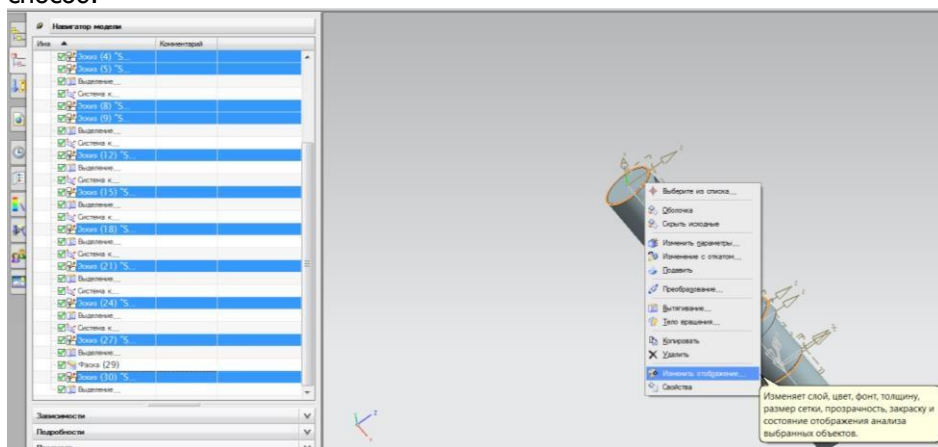 способ.
Навигатор модели
Имя Комментарий
Эскиз (4) "S...
Эскиз (5) "S...
Выделение...
Система к...
Эскиз (8) "S...
Эскиз (9) "S...
Выделение...
Система к...
Эскиз (12) "S...
Выделение...
Система к...
Эскиз (15) "S...
Выделение...
Система к...
Эскиз (18) "S...
Выделение...
Система к...
Эскиз (21) "S...
Выделение...
Система к...
Эскиз (24) "S...
Выделение...
Эскиз (27) "S...
Выделение...
Фаска (29)
Эскиз (30) "S...
Выделение...
Зависимости
Подробности
Выберите из списка...
Оболочка
Скрыть исходные
Изменить параметры...
Изменение с откатом...
Подавить
Преобразование...
Вытягивание...
Тело вращения...
Копировать
Удалить
Изменить отображение...
Свойства
Изменяет слой, цвет, фонт, толщину,
размер сетки, прозрачность, закраску и
состояние отображения анализа
выбранных объектов.